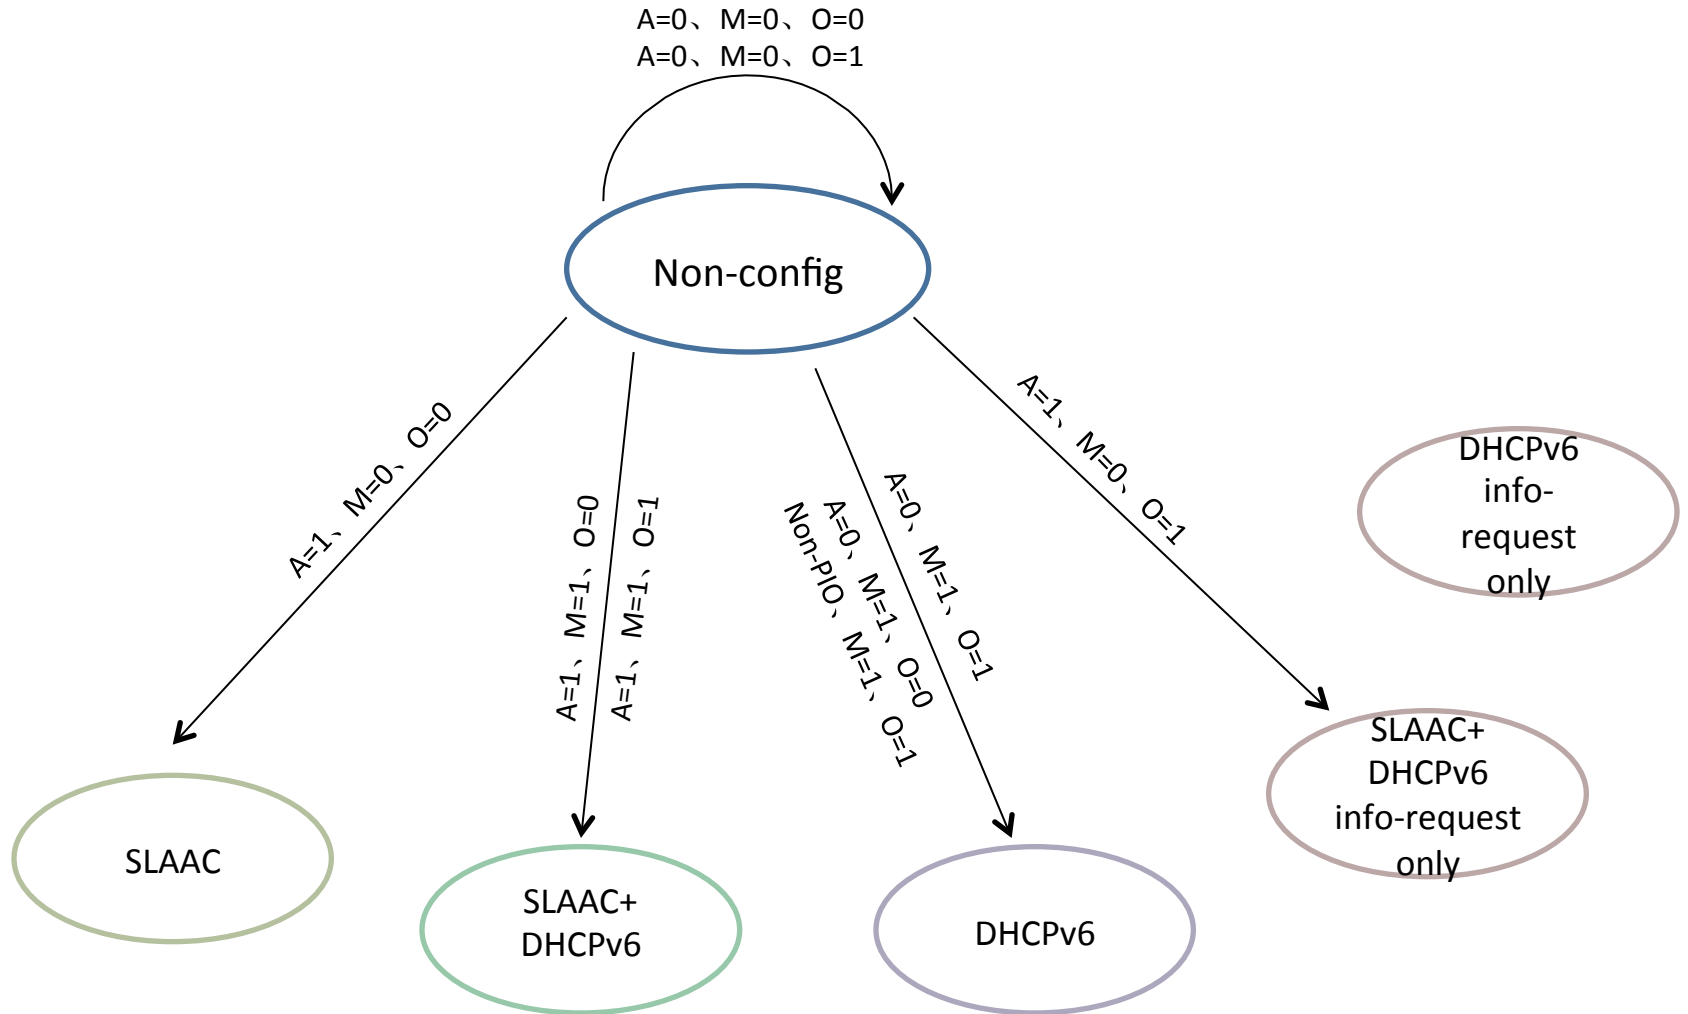 A=0、M=0、O=0
A=0、M=0、O=1
Non-config
A=1、M=0、O=0
A=1、M=1、O=0
A=1、M=1、O=1
A=0、M=1、O=1
A=0、M=1、O=0
Non-PIO、M=1、O=1
A=1、M=0、O=1
DHCPv6
info-
request
only
SLAAC+
DHCPv6
info-request
only
SLAAC
SLAAC+
DHCPv6
DHCPv6